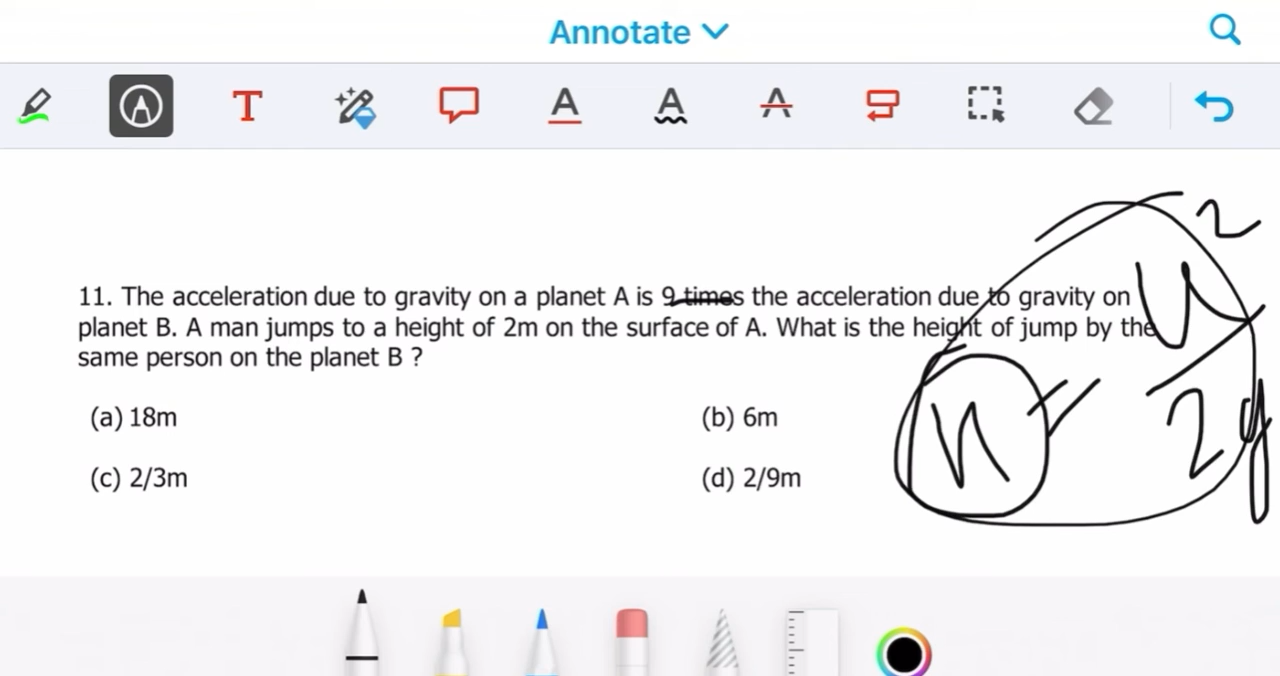 Annotate
T
A
A
A
11. The acceleration due to gravity on a planet A is 9 times the acceleration due to gravity on
planet B. A man jumps to a height of 2m on the surface of A. What is the height of jump by the
same person on the planet B ?
(a) 18m
(b) 6m
(c) 2/3m
(d) 2/9m
h = u²/2g